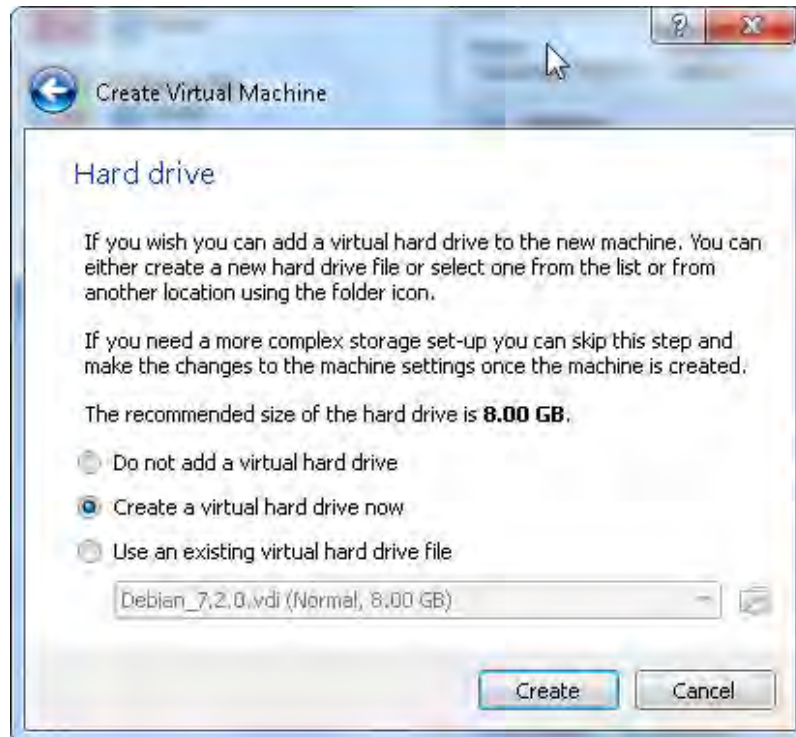 Create Virtual Machine
Hard drive
If you wish you can add a virtual hard drive to the new machine. You can
either create a new hard drive file or select one from the list or from
another location using the folder icon.
If you need a more complex storage set-up you can skip this step and
make the changes to the machine settings once the machine is created.
The recommended size of the hard drive is 8.00 GB.
Do not add a virtual hard drive
Create a virtual hard drive now
Use an existing virtual hard drive file
Debian_7.2.0.vdi (Normal, 8.00 GB)
Create Cancel